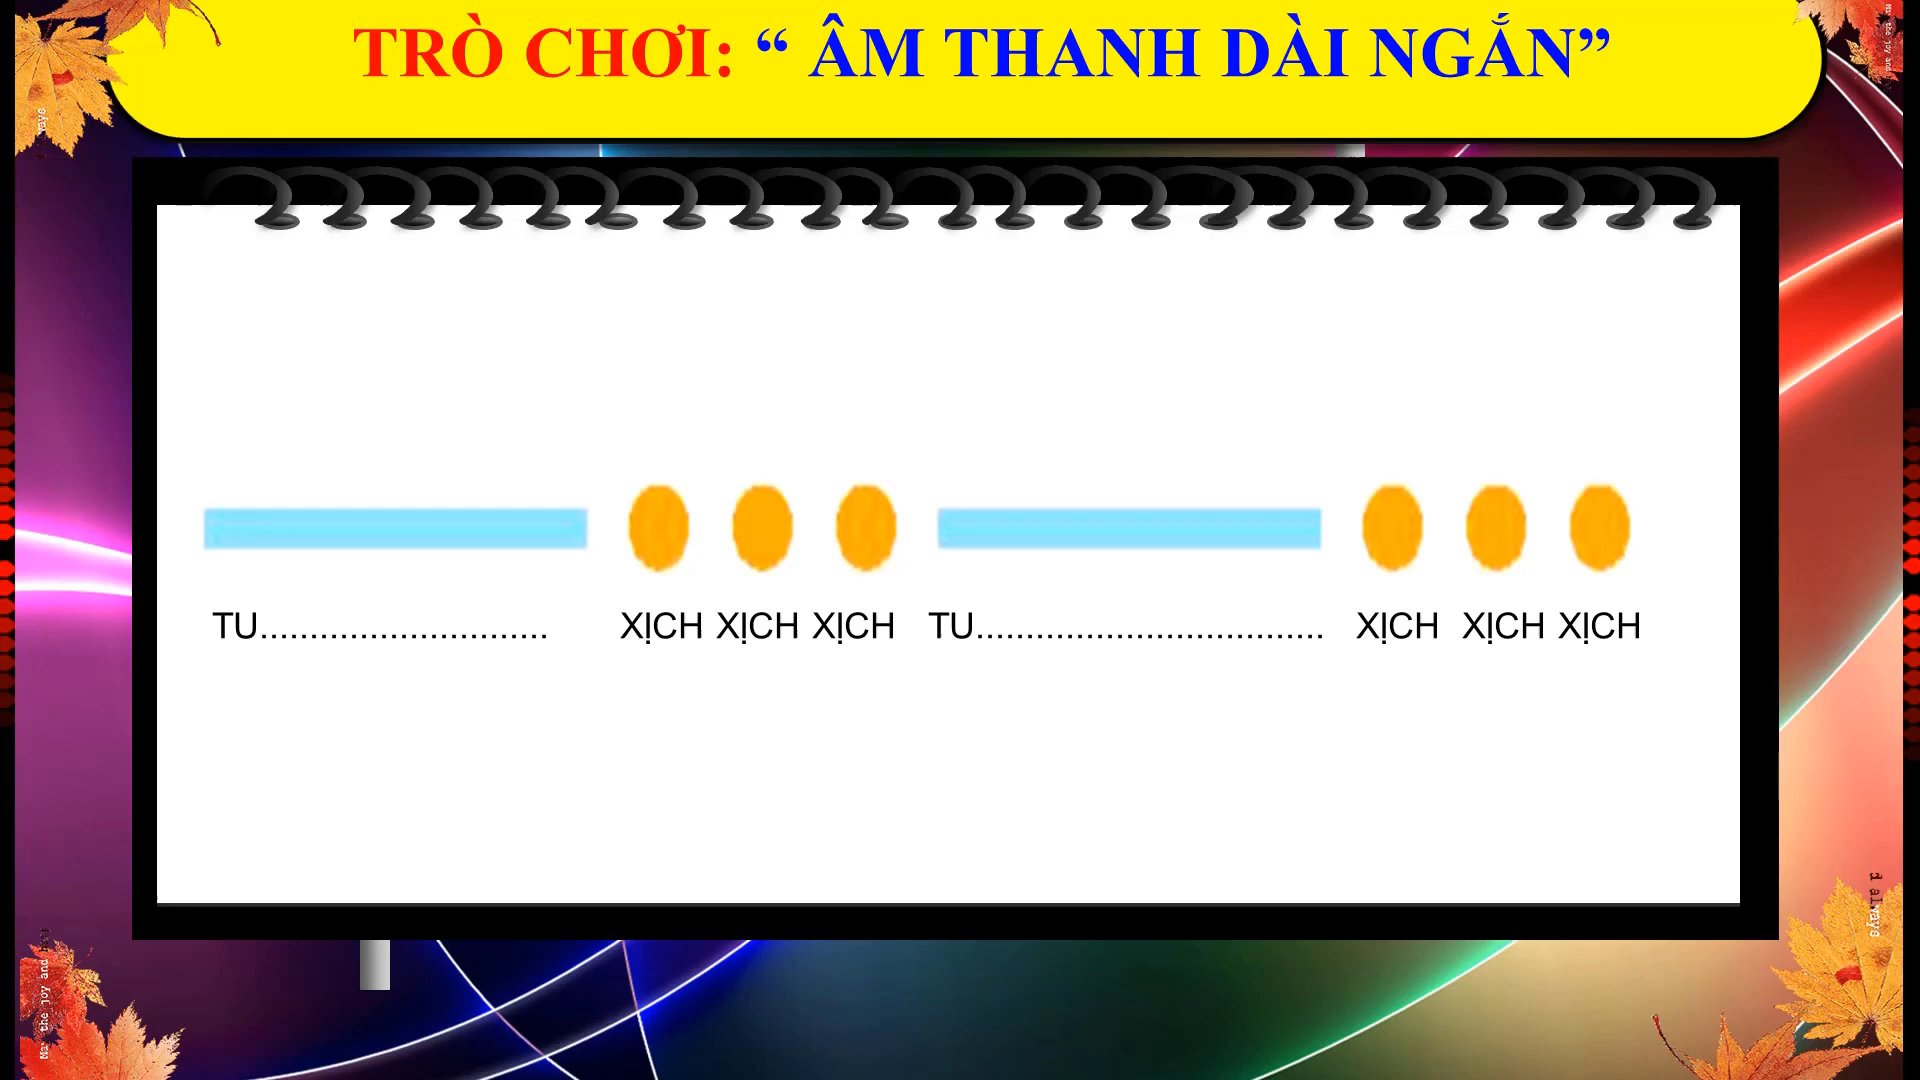 TRÒ CHƠI: “ ÂM THANH DÀI NGẮN”
TU............................. XỊCH XỊCH XỊCH TU................................... XỊCH XỊCH XỊCH